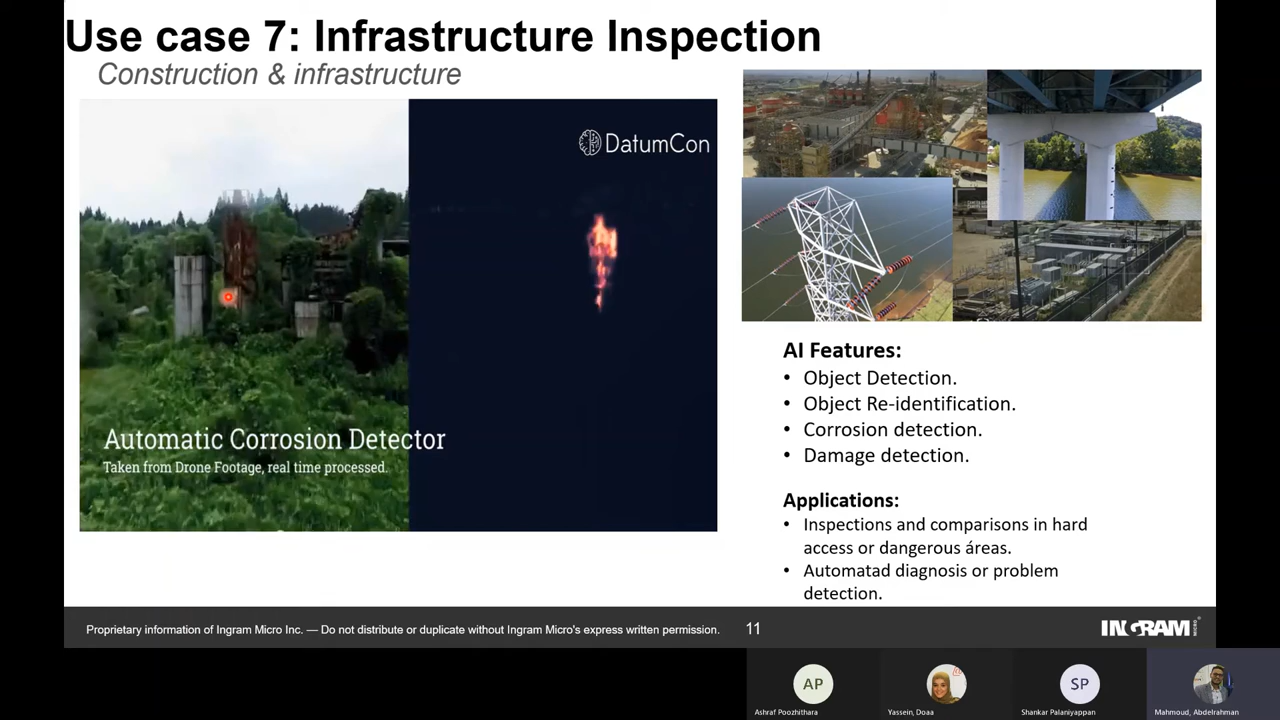 Use case 7: Infrastructure Inspection
Construction & infrastructure
DatumCon
Automatic Corrosion Detector
Taken from Drone Footage, real time processed.
AI Features:
• Object Detection.
• Object Re-identification.
• Corrosion detection.
• Damage detection.
Applications:
• Inspections and comparisons in hard
access or dangerous áreas.
• Automatad diagnosis or problem
detection.
Proprietary information of Ingram Micro Inc. — Do not distribute or duplicate without Ingram Micro's express written permission.
11
INGRAM MICRO
AP
SP
Ashraf Poozhithara
Yassein, Doaa
Shankar Palaniyappan
Mahmoud, Abdelrahman